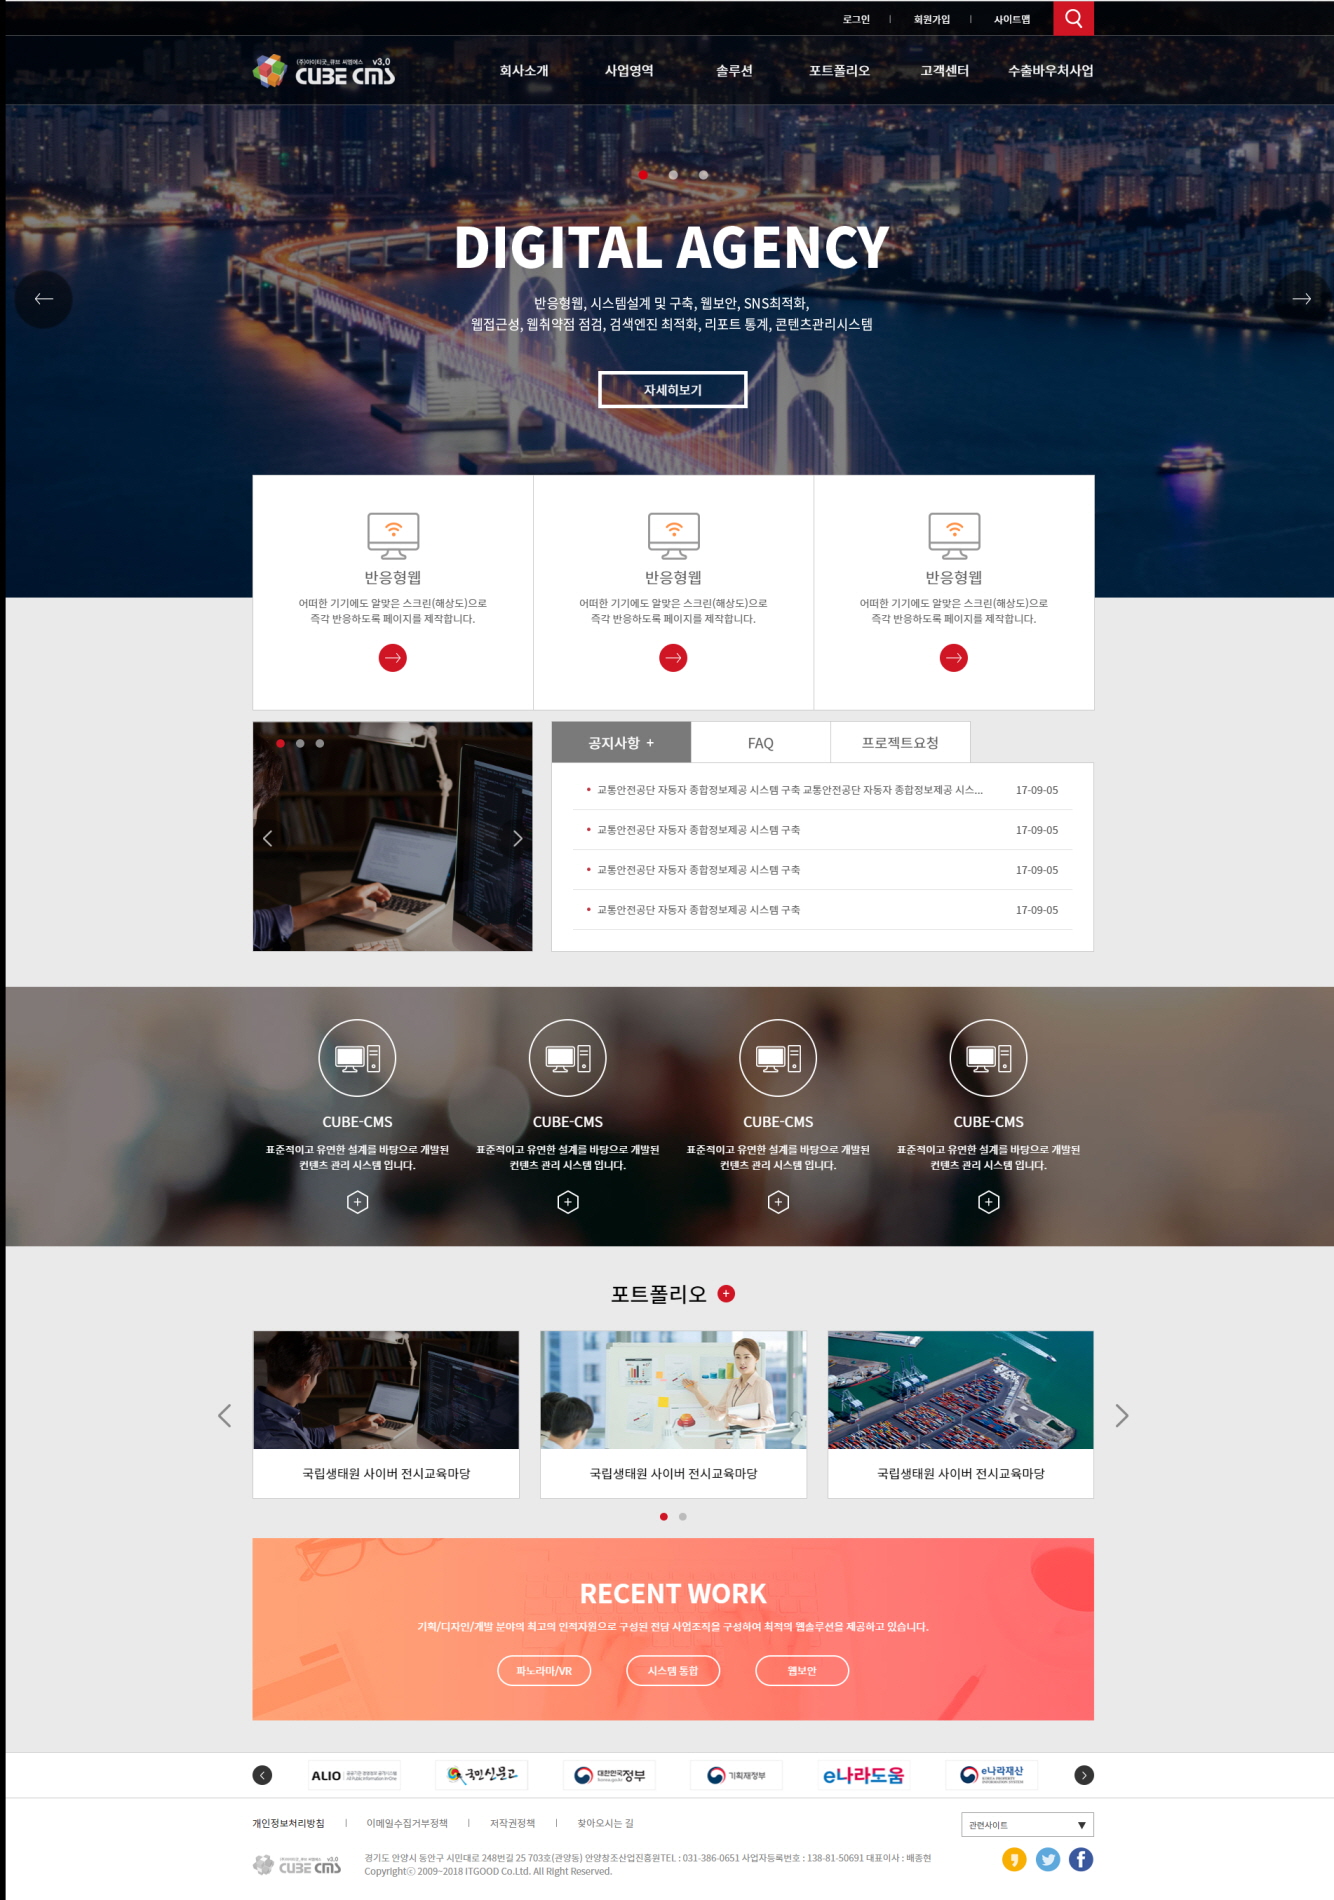 로그인
회원가입
사이트맵
(주)아이티굿_큐브 씨엠에스 v3.0
CUBE CMS
회사소개
사업영역
솔루션
포트폴리오
고객센터
수출바우처사업
DIGITAL AGENCY
반응형웹, 시스템설계 및 구축, 웹보안, SNS최적화,
웹접근성, 웹취약점 점검, 검색엔진 최적화, 리포트 통계, 콘텐츠관리시스템
자세히보기
반응형웹
어떠한 기기에도 알맞은 스크린(해상도)으로
즉각 반응하도록 페이지를 제작합니다.
반응형웹
어떠한 기기에도 알맞은 스크린(해상도)으로
즉각 반응하도록 페이지를 제작합니다.
반응형웹
어떠한 기기에도 알맞은 스크린(해상도)으로
즉각 반응하도록 페이지를 제작합니다.
공지사항 +
FAQ
프로젝트요청
교통안전공단 자동자 종합정보제공 시스템 구축 교통안전공단 자동자 종합정보제공 시스... 17-09-05
교통안전공단 자동자 종합정보제공 시스템 구축 17-09-05
교통안전공단 자동자 종합정보제공 시스템 구축 17-09-05
교통안전공단 자동자 종합정보제공 시스템 구축 17-09-05
CUBE-CMS
표준적이고 유연한 설계를 바탕으로 개발된
컨텐츠 관리 시스템 입니다.
CUBE-CMS
표준적이고 유연한 설계를 바탕으로 개발된
컨텐츠 관리 시스템 입니다.
CUBE-CMS
표준적이고 유연한 설계를 바탕으로 개발된
컨텐츠 관리 시스템 입니다.
CUBE-CMS
표준적이고 유연한 설계를 바탕으로 개발된
컨텐츠 관리 시스템 입니다.
포트폴리오
국립생태원 사이버 전시교육마당
국립생태원 사이버 전시교육마당
국립생태원 사이버 전시교육마당
RECENT WORK
기획/디자인/개발 분야의 최고의 인적자원으로 구성된 전담 사업조직을 구성하여 최적의 웹솔루션을 제공하고 있습니다.
파노라마/VR
시스템 통합
웹보안
ALIO
국민신문고
대한민국정부
기획재정부
e나라도움
e나라재산
개인정보처리방침
이메일수집거부정책
저작권정책
찾아오시는 길
관련사이트
v3.0
CUBE CMS
경기도 안양시 동안구 시민대로 248번길 25 703호(관양동) 안양창조산업진흥원TEL : 031-386-0651 사업자등록번호 : 138-81-50691 대표이사 : 배종현
Copyrightⓒ 2009~2018 ITGOOD Co.Ltd. All Right Reserved.